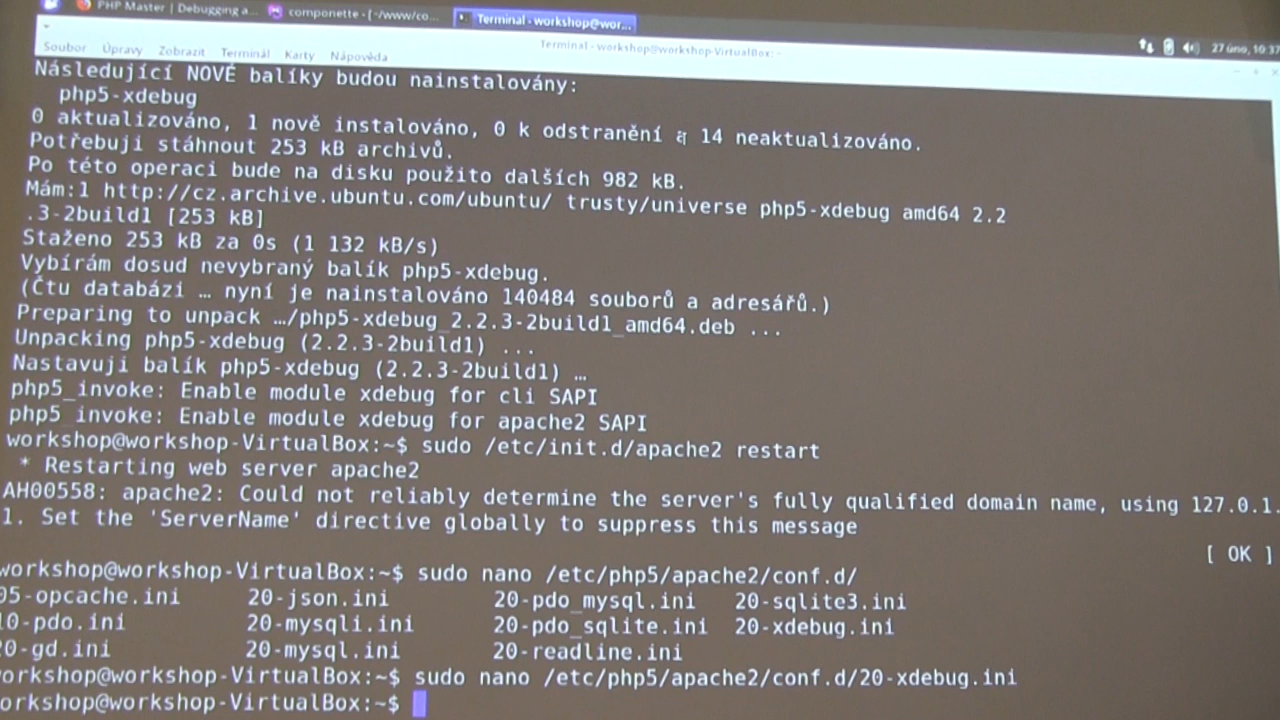 PHP Master | Debugging a... componette - [~/www/co... Terminál - workshop@wor...
27 úno, 10:37
Terminál - workshop@workshop-VirtualBox: ~
Soubor Úpravy Zobrazit Terminál Karty Nápověda
Následující NOVÉ balíky budou nainstalovány:
php5-xdebug
0 aktualizováno, 1 nově instalováno, 0 k odstranění a 14 neaktualizováno.
Potřebuji stáhnout 253 kB archivů.
Po této operaci bude na disku použito dalších 982 kB.
Mám:1 http://cz.archive.ubuntu.com/ubuntu/ trusty/universe php5-xdebug amd64 2.2
.3-2build1 [253 kB]
Staženo 253 kB za 0s (1 132 kB/s)
Vybírám dosud nevybraný balík php5-xdebug.
(Čtu databázi … nyní je nainstalováno 140484 souborů a adresářů.)
Preparing to unpack …/php5-xdebug_2.2.3-2build1_amd64.deb ...
Unpacking php5-xdebug (2.2.3-2build1) ...
Nastavuji balík php5-xdebug (2.2.3-2build1) …
php5_invoke: Enable module xdebug for cli SAPI
php5_invoke: Enable module xdebug for apache2 SAPI
workshop@workshop-VirtualBox:~$ sudo /etc/init.d/apache2 restart
* Restarting web server apache2
AH00558: apache2: Could not reliably determine the server's fully qualified domain name, using 127.0.1.
1. Set the 'ServerName' directive globally to suppress this message
[ OK ]
workshop@workshop-VirtualBox:~$ sudo nano /etc/php5/apache2/conf.d/
05-opcache.ini 20-json.ini 20-pdo_mysql.ini 20-sqlite3.ini
10-pdo.ini 20-mysqli.ini 20-pdo_sqlite.ini 20-xdebug.ini
0-gd.ini 20-mysql.ini 20-readline.ini
orkshop@workshop-VirtualBox:~$ sudo nano /etc/php5/apache2/conf.d/20-xdebug.ini
orkshop@workshop-VirtualBox:~$